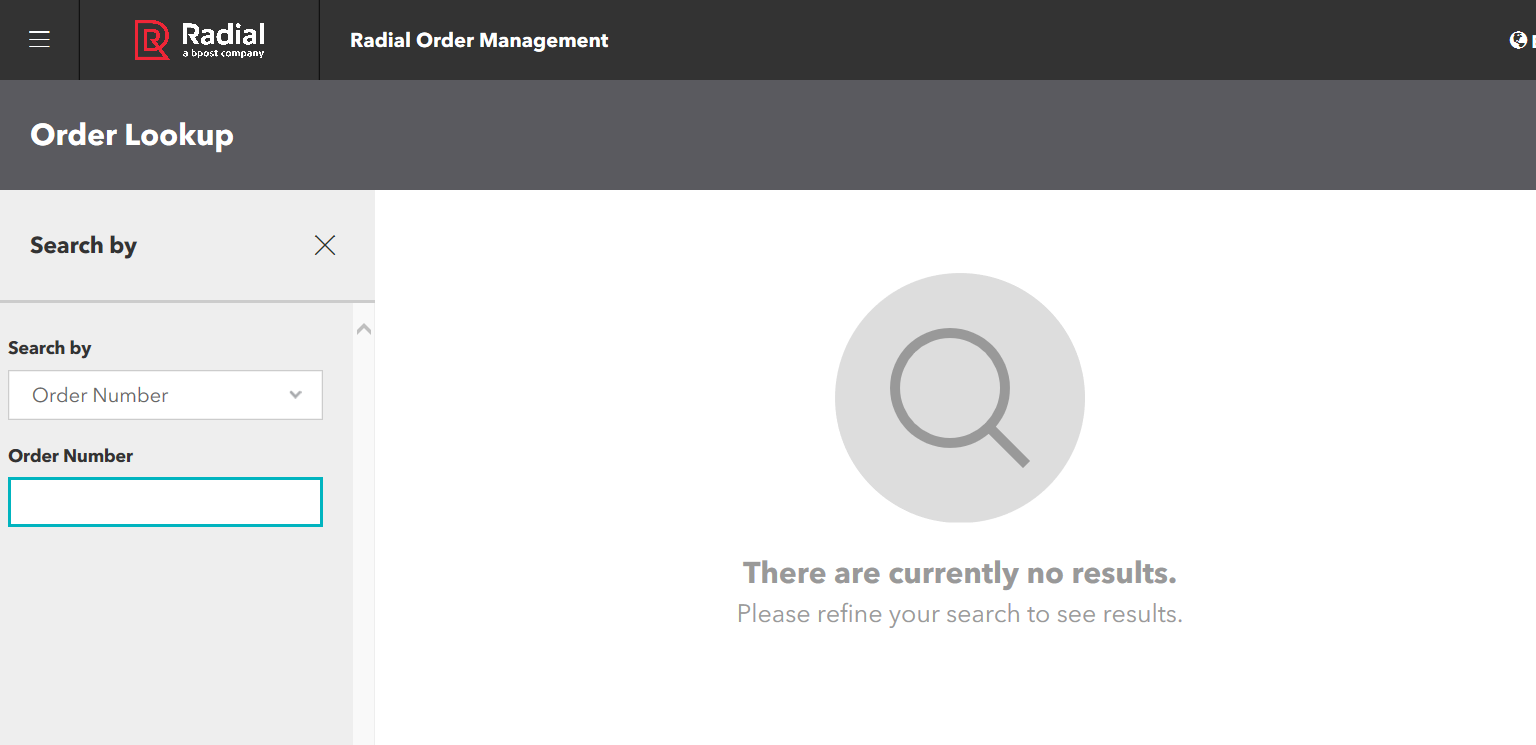 Radial
a bpost company
Radial Order Management
Order Lookup
Search by
Search by
Order Number
Order Number
There are currently no results.
Please refine your search to see results.